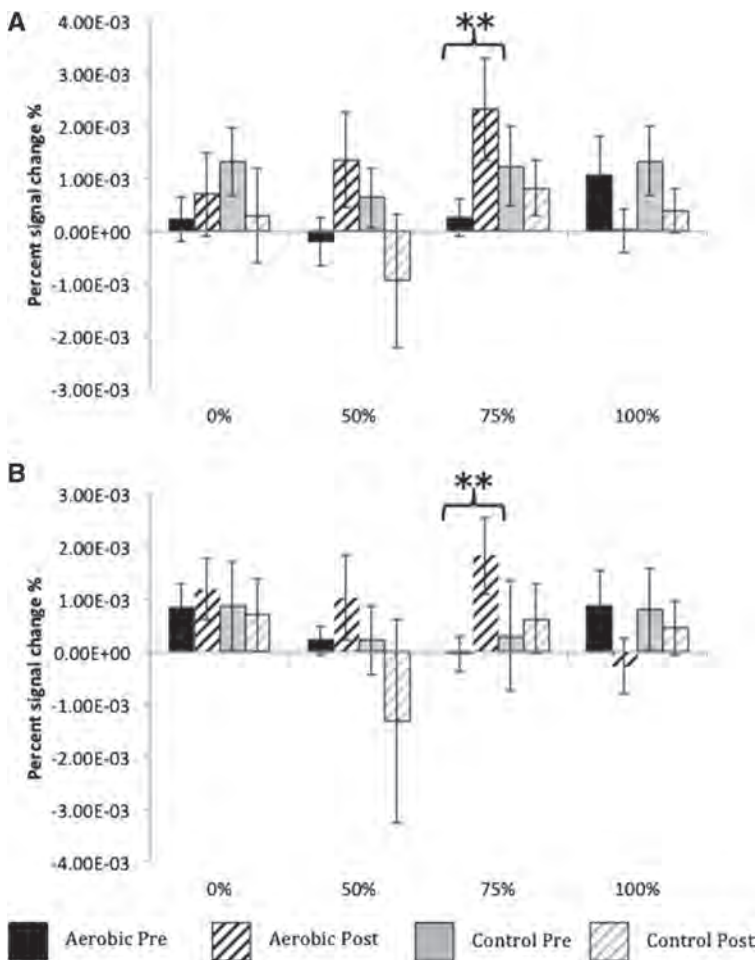 A
**
4.00E-03
3.00E-03
2.00E-03
1.00E-03
0.00E+00
-1.00E-03
-2.00E-03
-3.00E-03
Percent signal change %
0% 50% 75% 100%
B
**
3.00E-03
2.00E-03
1.00E-03
0.00E+00
-1.00E-03
-2.00E-03
-3.00E-03
-4.00E-03
Percent signal change %
0% 50% 75% 100%
Aerobic Pre Aerobic Post Control Pre Control Post